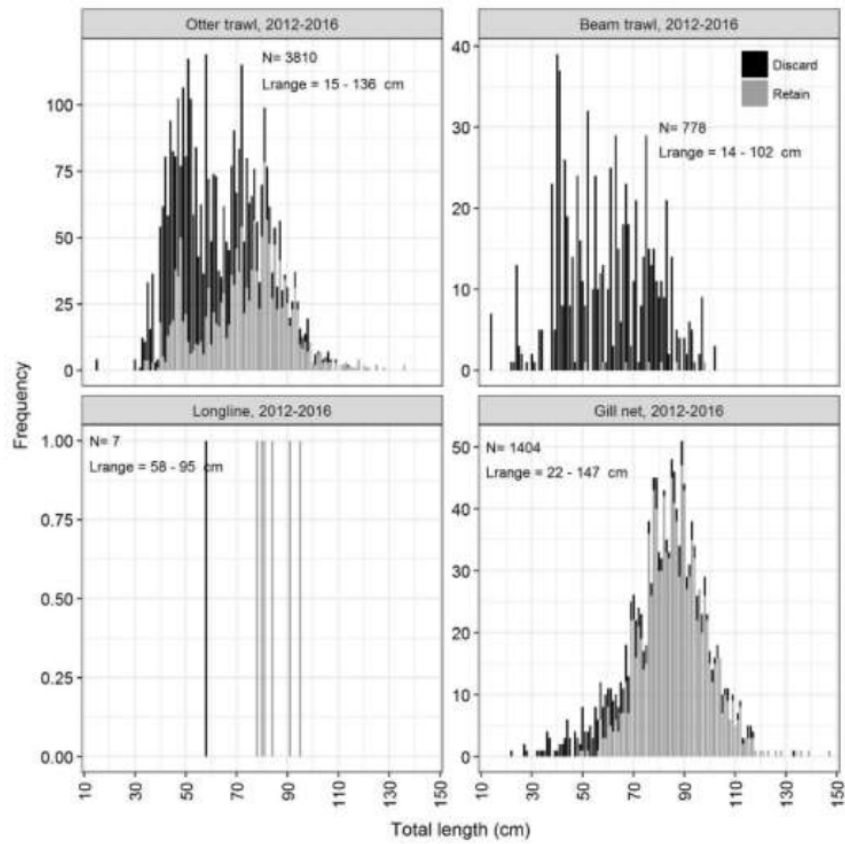 Otter trawl, 2012-2016
N= 3810
Lrange = 15 - 136 cm
100
75
50
25
0
Beam trawl, 2012-2016
Discard
Retain
N= 778
Lrange = 14 - 102 cm
40
30
20
10
0
Frequency
Longline, 2012-2016
N= 7
Lrange = 58 - 95 cm
1.00
0.75
0.50
0.25
0.00
10
30
50
70
90
110
130
150
Gill net, 2012-2016
N= 1404
Lrange = 22 - 147 cm
50
40
30
20
10
0
10
30
50
70
90
110
130
150
Total length (cm)